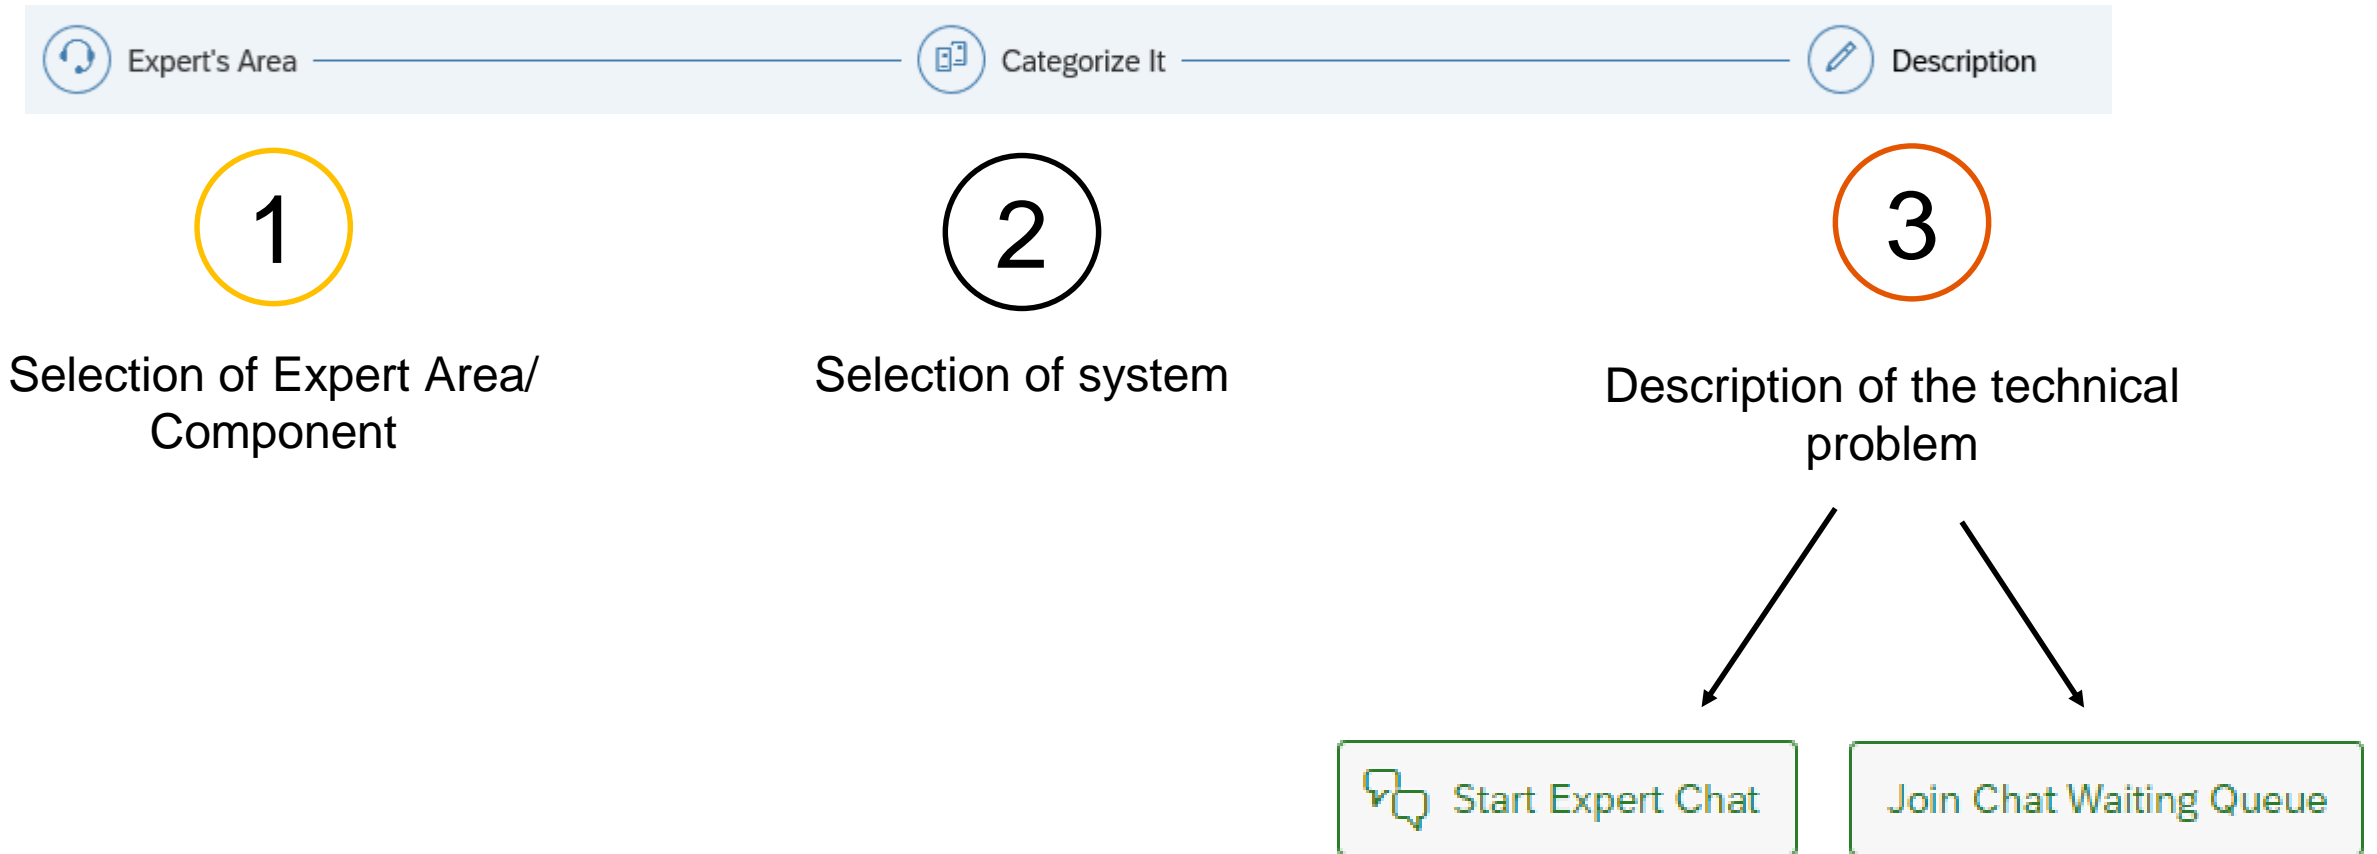 Expert's Area
Categorize It
Description
1
2
3
Selection of Expert Area/
Component
Selection of system
Description of the technical
problem
Start Expert Chat
Join Chat Waiting Queue